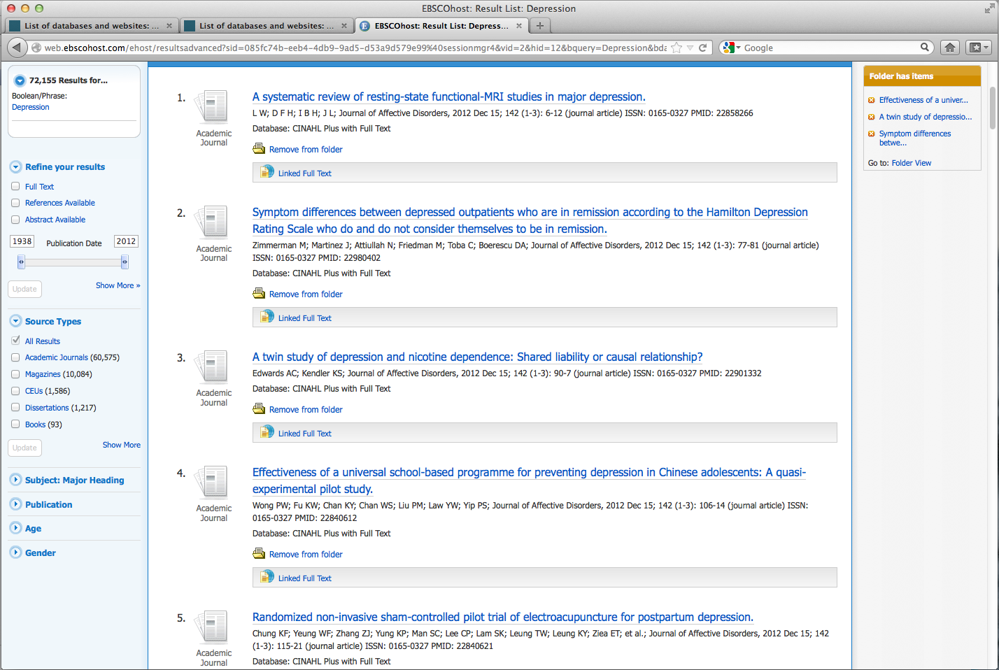 EBSCOhost: Result List: Depression
List of databases and websites: ...
List of databases and websites: ...
EBSCOhost: Result List: Depress...
web.ebscohost.com/ehost/resultsadvanced?sid=085fc74b-eeb4-4db9-9ad5-d53a9d579e99%40sessionmgr4&vid=2&hid=12&bquery=Depression&bda
Google
72,155 Results for...
Boolean/Phrase:
Depression
Refine your results
Full Text
References Available
Abstract Available
1938 Publication Date 2012
Update
Show More »
Source Types
All Results
Academic Journals (60,575)
Magazines (10,084)
CEUs (1,586)
Dissertations (1,217)
Books (93)
Update
Show More
Subject: Major Heading
Publication
Age
Gender
1.
Academic
Journal
A systematic review of resting-state functional-MRI studies in major depression.
L W; D F H; I B H; J L; Journal of Affective Disorders, 2012 Dec 15; 142 (1-3): 6-12 (journal article) ISSN: 0165-0327 PMID: 22858266
Database: CINAHL Plus with Full Text
Remove from folder
Linked Full Text
2.
Academic
Journal
Symptom differences between depressed outpatients who are in remission according to the Hamilton Depression
Rating Scale who do and do not consider themselves to be in remission.
Zimmerman M; Martinez J; Attiullah N; Friedman M; Toba C; Boerescu DA; Journal of Affective Disorders, 2012 Dec 15; 142 (1-3): 77-81 (journal article)
ISSN: 0165-0327 PMID: 22980402
Database: CINAHL Plus with Full Text
Remove from folder
Linked Full Text
3.
Academic
Journal
A twin study of depression and nicotine dependence: Shared liability or causal relationship?
Edwards AC; Kendler KS; Journal of Affective Disorders, 2012 Dec 15; 142 (1-3): 90-7 (journal article) ISSN: 0165-0327 PMID: 22901332
Database: CINAHL Plus with Full Text
Remove from folder
Linked Full Text
4.
Academic
Journal
Effectiveness of a universal school-based programme for preventing depression in Chinese adolescents: A quasi-
experimental pilot study.
Wong PW; Fu KW; Chan KY; Chan WS; Liu PM; Law YW; Yip PS; Journal of Affective Disorders, 2012 Dec 15; 142 (1-3): 106-14 (journal article) ISSN:
0165-0327 PMID: 22840612
Database: CINAHL Plus with Full Text
Remove from folder
Linked Full Text
5.
Academic
Journal
Randomized non-invasive sham-controlled pilot trial of electroacupuncture for postpartum depression.
Chung KF; Yeung WF; Zhang ZJ; Yung KP; Man SC; Lee CP; Lam SK; Leung TW; Leung KY; Ziea ET; et al.; Journal of Affective Disorders, 2012 Dec 15; 142
(1-3): 115-21 (journal article) ISSN: 0165-0327 PMID: 22840621
Database: CINAHL Plus with Full Text
Folder has items
Effectiveness of a univer...
A twin study of depressio...
Symptom differences
betwe...
Go to: Folder View